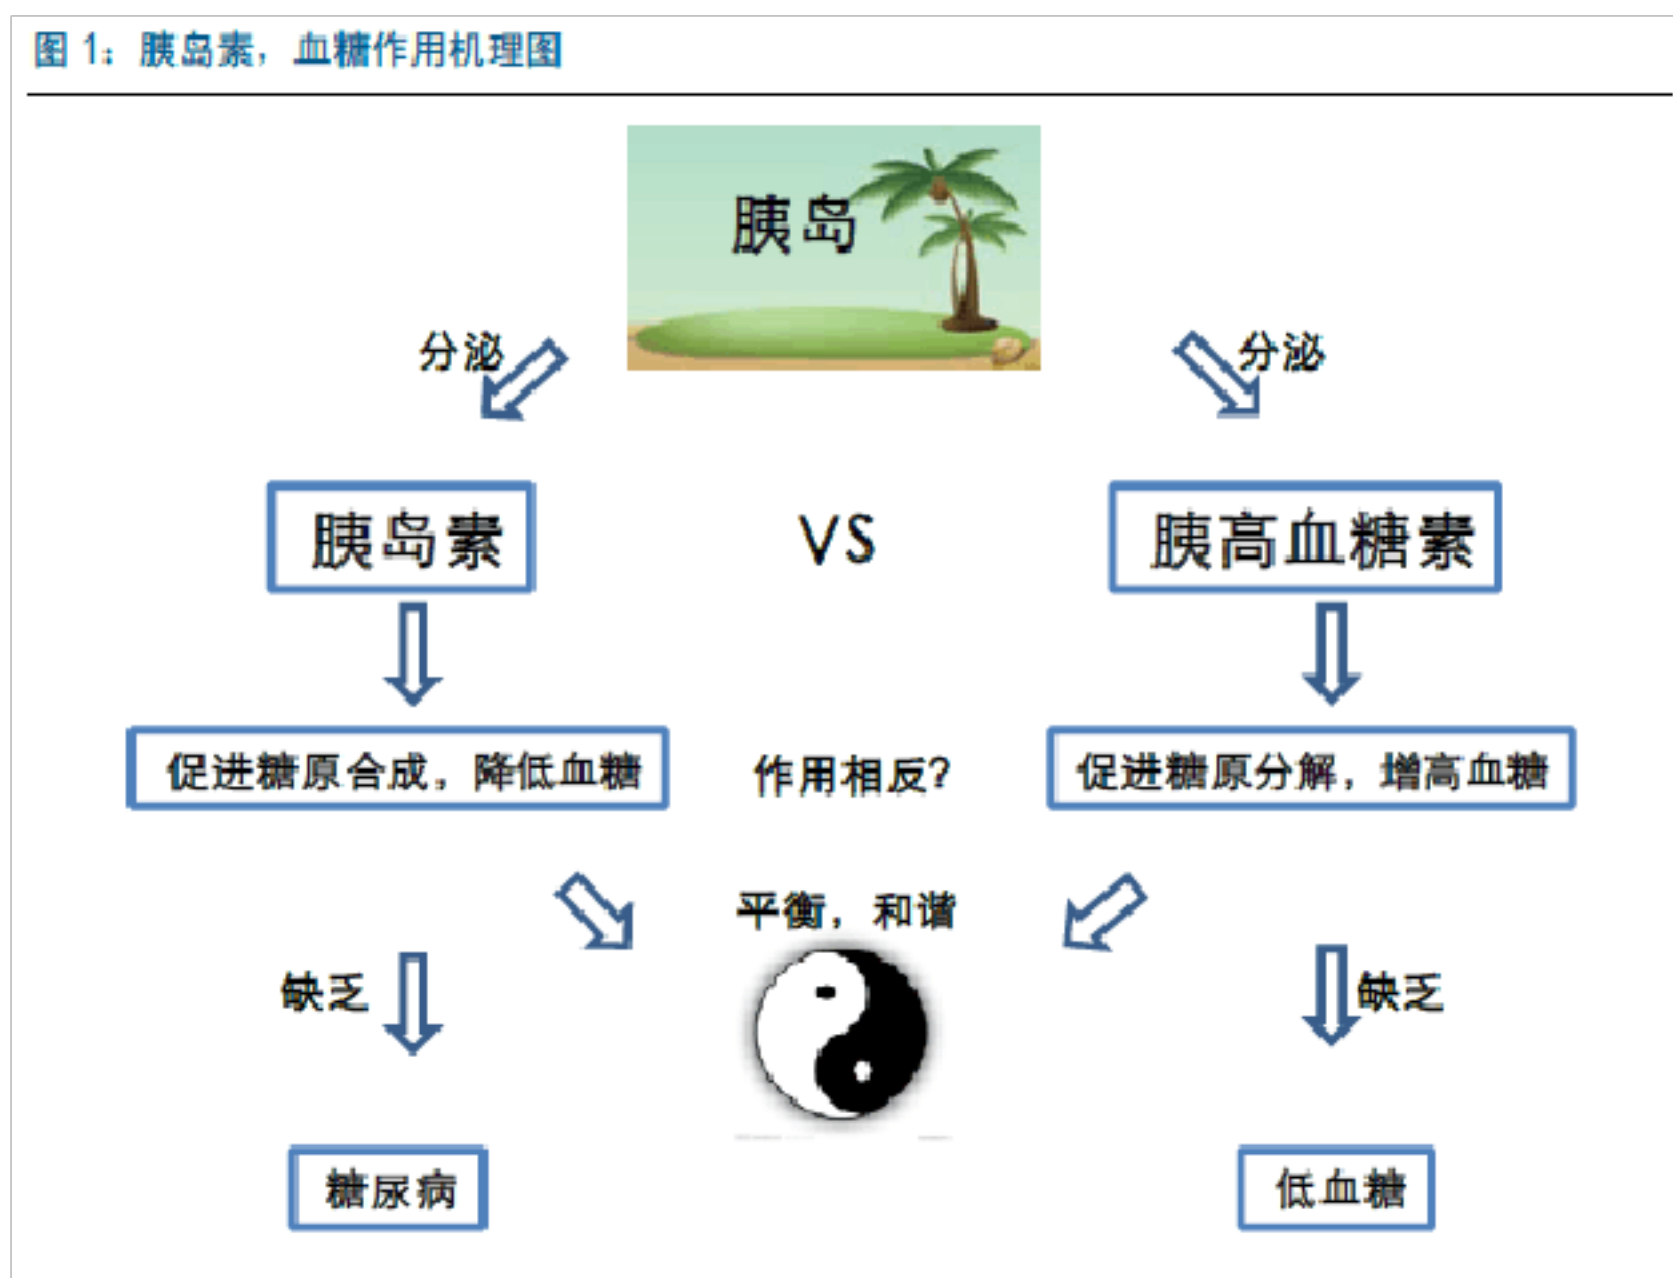 图 1：胰岛素，血糖作用机理图
胰岛
分泌
分泌
胰岛素
VS
胰高血糖素
促进糖原合成，降低血糖
作用相反？
促进糖原分解，增高血糖
平衡，和谐
缺乏
缺乏
糖尿病
低血糖